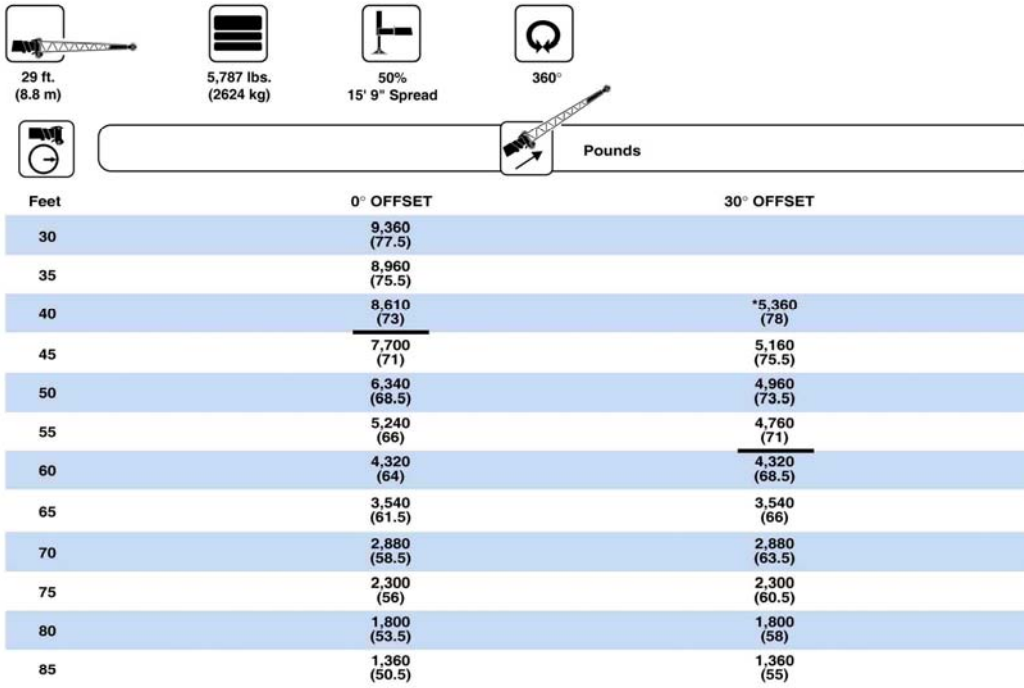 29 ft. 5,787 lbs. 50% 360°
(8.8 m) (2624 kg) 15' 9" Spread
Pounds
Feet 0° OFFSET 30° OFFSET
30 9,360
(77.5)
35 8,960
(75.5)
40 8,610 *5,360
(73) (78)
45 7,700 5,160
(71) (75.5)
50 6,340 4,960
(68.5) (73.5)
55 5,240 4,760
(66) (71)
60 4,320 4,320
(64) (68.5)
65 3,540 3,540
(61.5) (66)
70 2,880 2,880
(58.5) (63.5)
75 2,300 2,300
(56) (60.5)
80 1,800 1,800
(53.5) (58)
85 1,360 1,360
(50.5) (55)